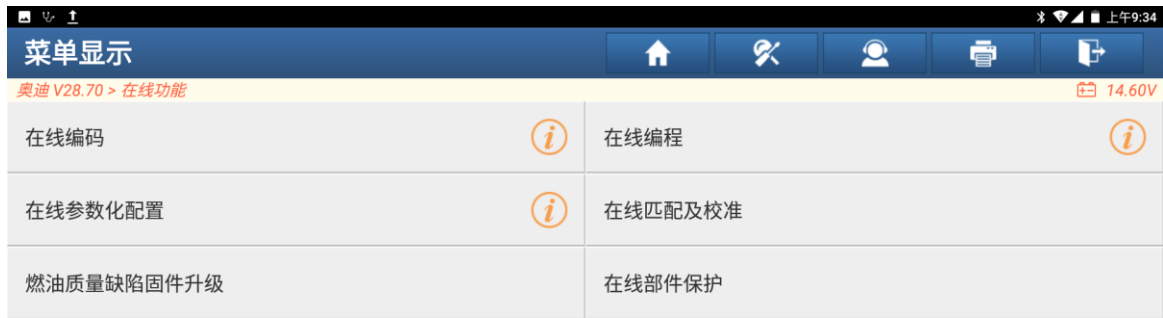 上午9:34
菜单显示
奥迪 V28.70 > 在线功能
14.60V
在线编码
在线编程
在线参数化配置
在线匹配及校准
燃油质量缺陷固件升级
在线部件保护